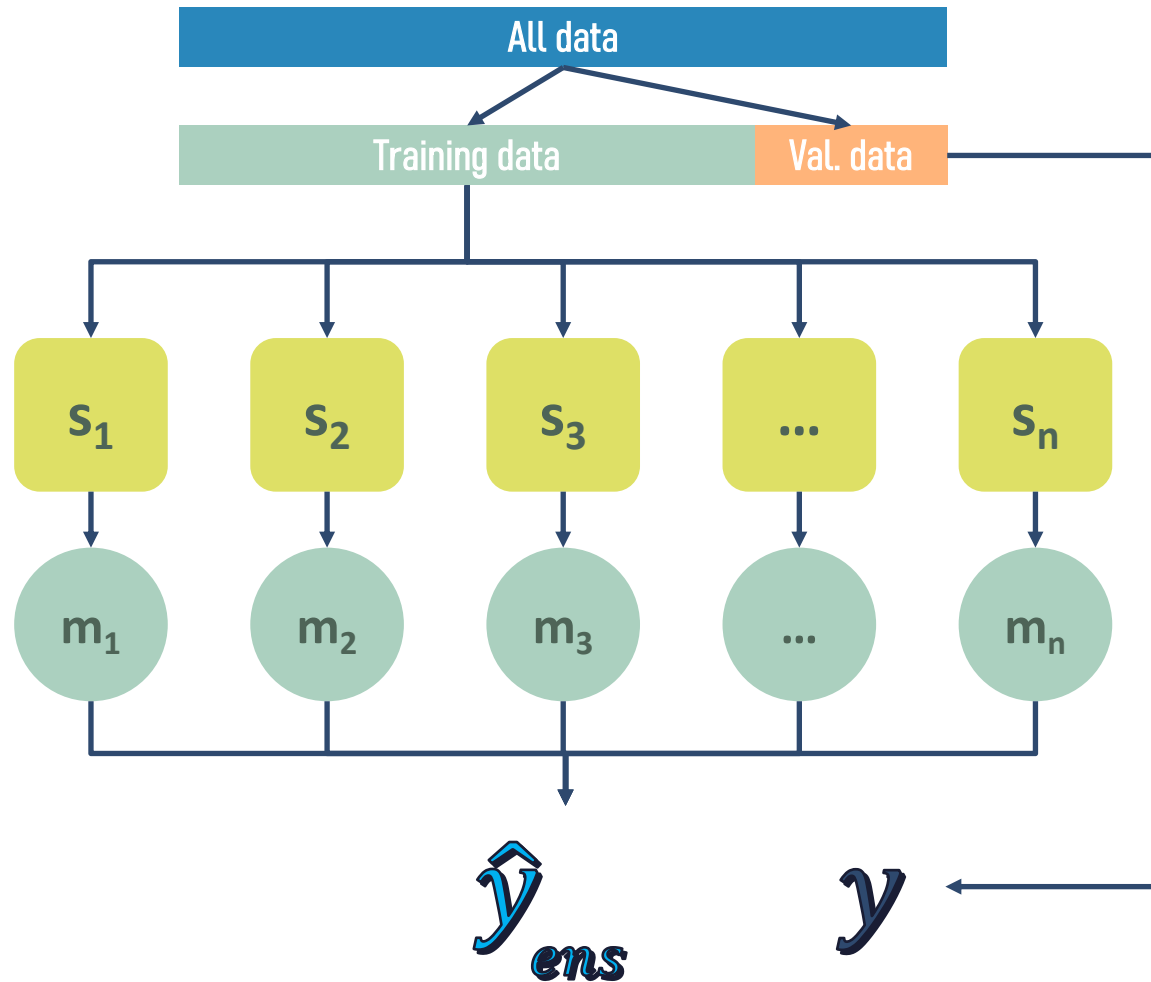 All data
Training data Val. data
s₁ s₂ s₃ ... sₙ
m₁ m₂ m₃ ... mₙ
ŷₑₙₛ y